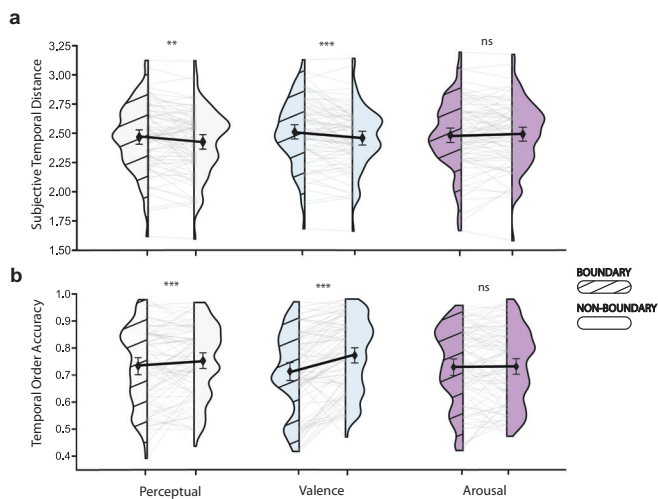 a
** *** ns
Subjective Temporal Distance
3.25
3.00
2.75
2.50
2.25
2.00
1.75
1.50
b
*** *** ns
Temporal Order Accuracy
1.0
0.9
0.8
0.7
0.6
0.5
0.4
BOUNDARY
NON-BOUNDARY
Perceptual Valence Arousal